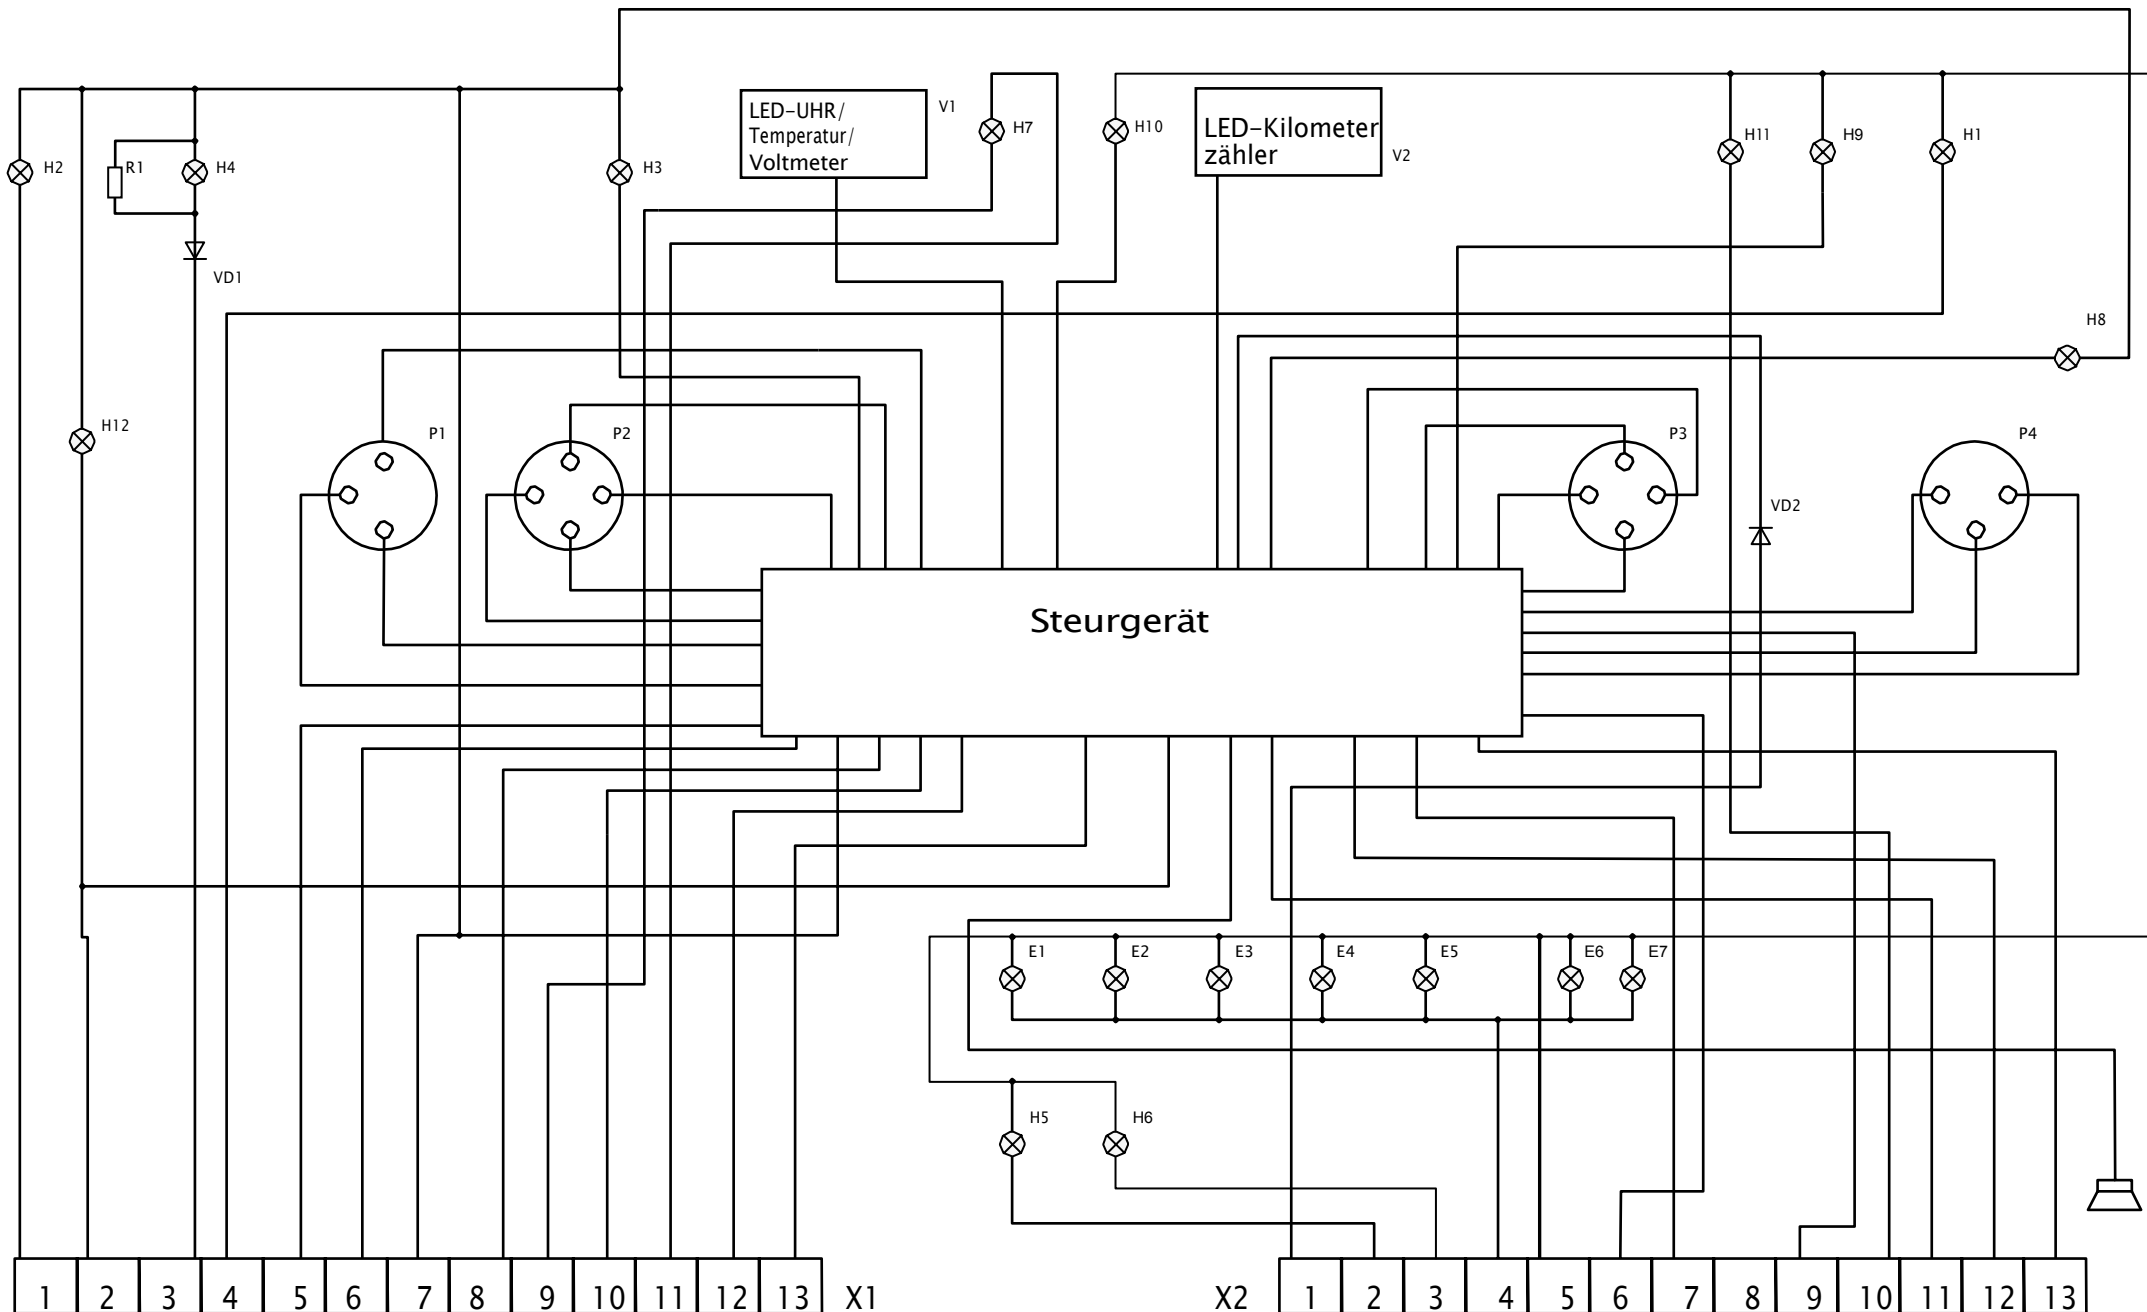 LED-UHR/
Temperatur/
Voltmeter
V1
H7
H10
LED-Kilometer
zähler
V2
H11
H9
H1
H2
R1
H4
H3
VD1
H8
H12
P1
P2
P3
P4
VD2
Steurgerät
E1
E2
E3
E4
E5
E6
E7
H5
H6
1 2 3 4 5 6 7 8 9 10 11 12 13 X1
X2 1 2 3 4 5 6 7 8 9 10 11 12 13